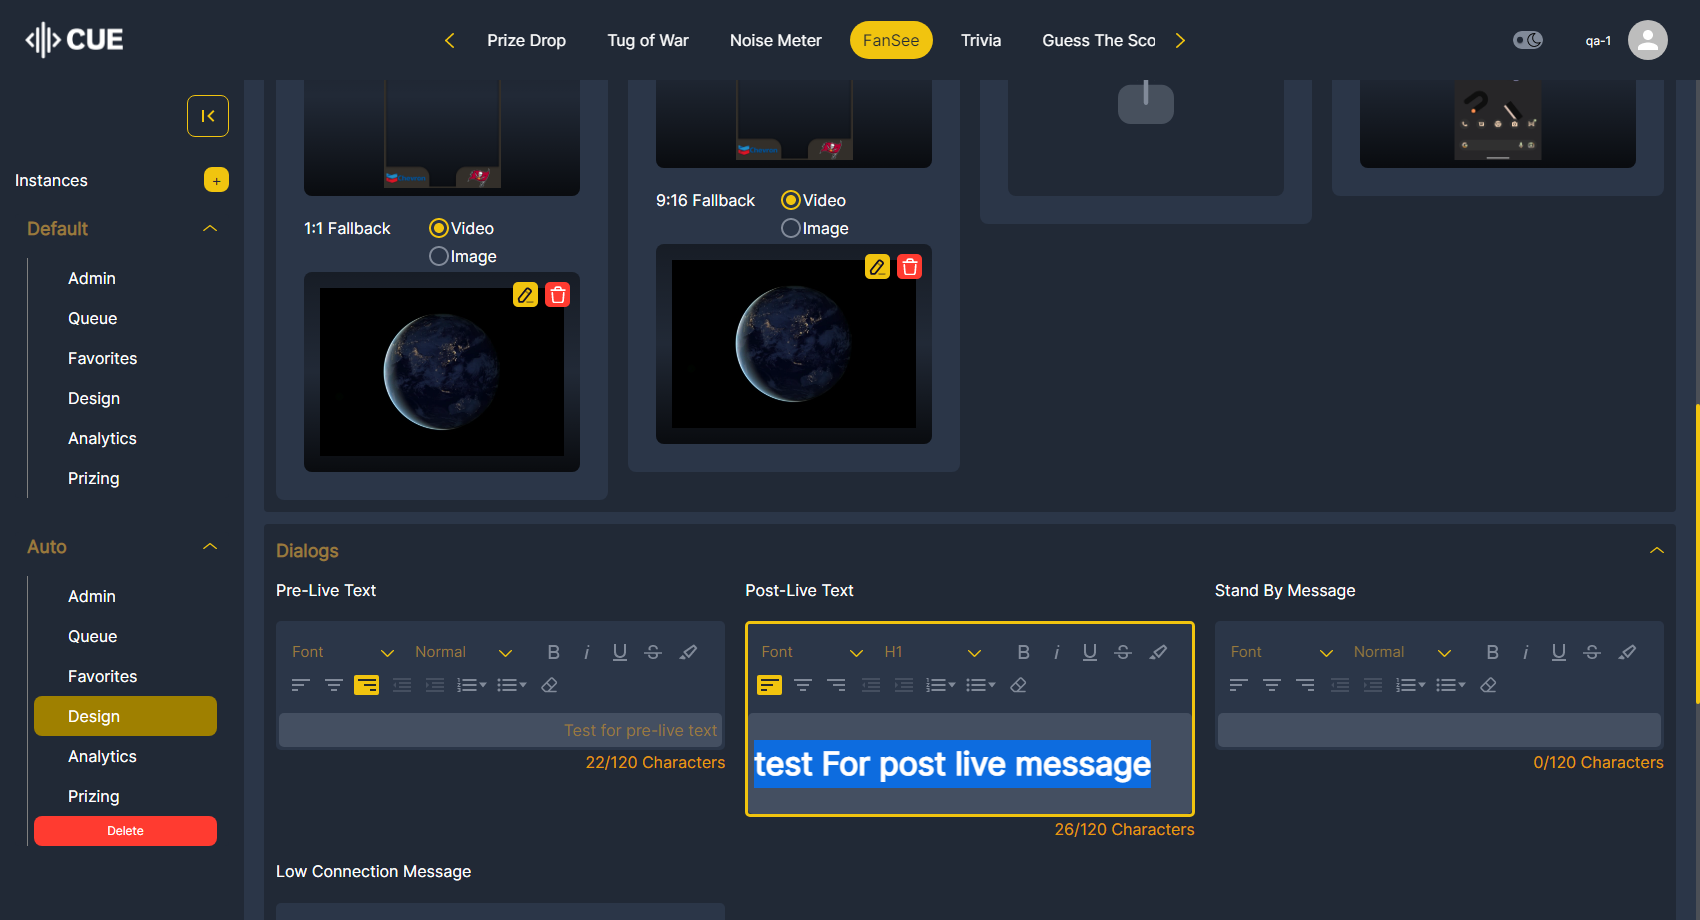 CUE
Prize Drop
Tug of War
Noise Meter
FanSee
Trivia
Guess The Sco
qa-1
Instances
+
Default
Admin
Queue
Favorites
Design
Analytics
Prizing
Auto
Admin
Queue
Favorites
Design
Analytics
Prizing
Delete
1:1 Fallback
Video
Image
9:16 Fallback
Video
Image
Dialogs
Pre-Live Text
Font
Normal
B i U S
Test for pre-live text
22/120 Characters
Post-Live Text
Font
H1
B i U S
test For post live message
26/120 Characters
Stand By Message
Font
Normal
B i U S
0/120 Characters
Low Connection Message